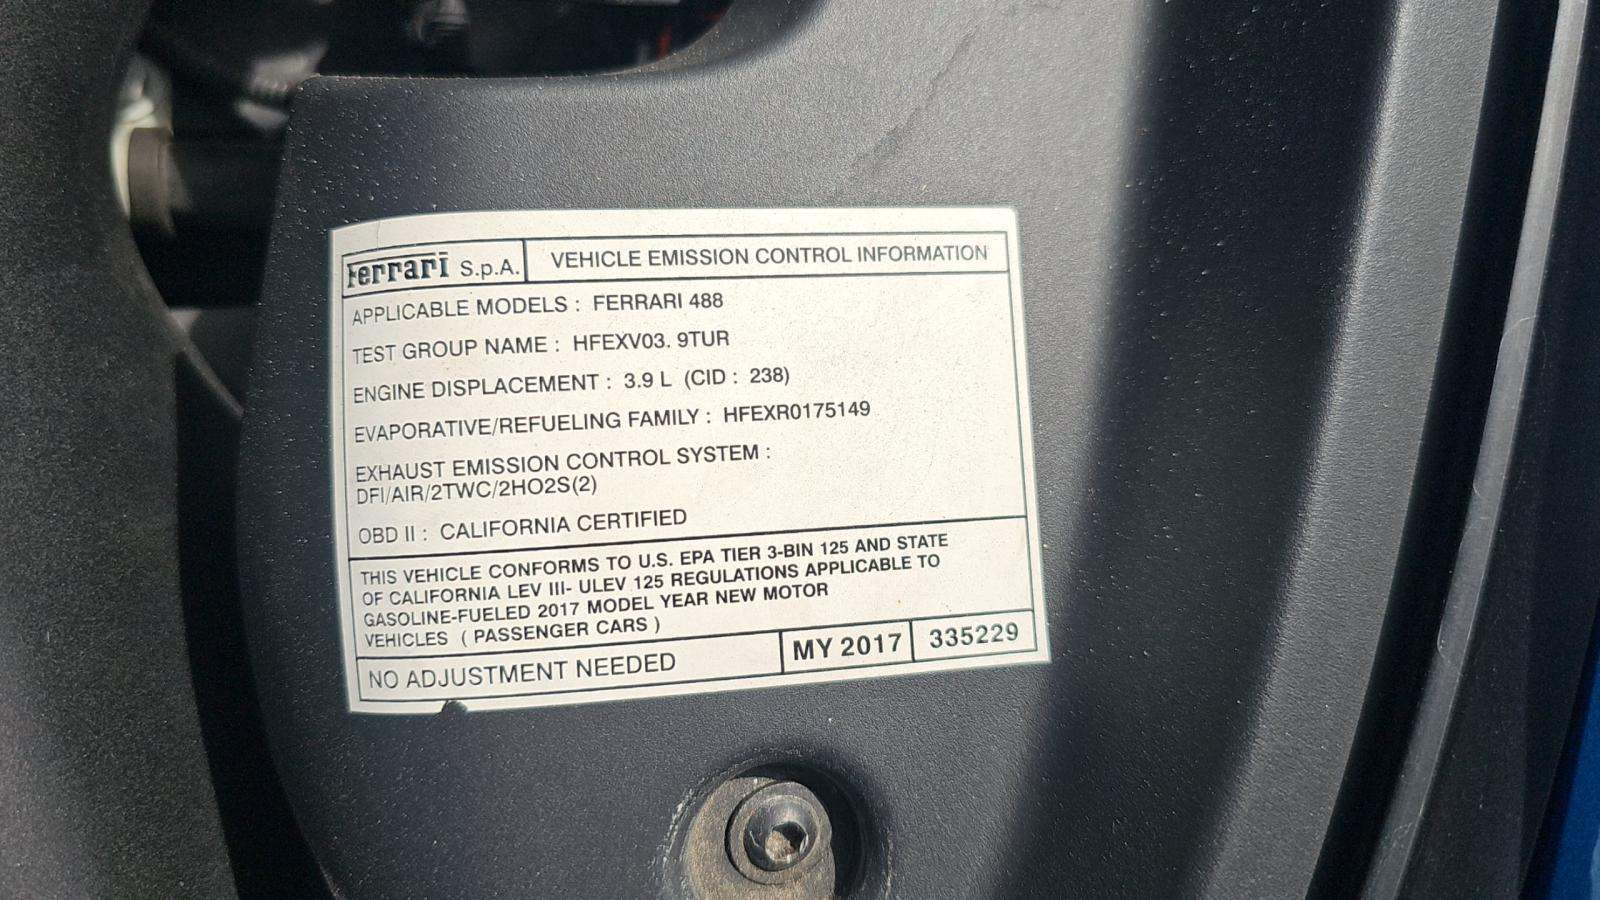 Ferrari S.p.A. VEHICLE EMISSION CONTROL INFORMATION
APPLICABLE MODELS : FERRARI 488
TEST GROUP NAME : HFEXV03. 9TUR
ENGINE DISPLACEMENT : 3.9 L (CID : 238)
EVAPORATIVE/REFUELING FAMILY : HFEXR0175149
EXHAUST EMISSION CONTROL SYSTEM :
DFI/AIR/2TWC/2HO2S(2)
OBD II : CALIFORNIA CERTIFIED
THIS VEHICLE CONFORMS TO U.S. EPA TIER 3-BIN 125 AND STATE
OF CALIFORNIA LEV III- ULEV 125 REGULATIONS APPLICABLE TO
GASOLINE-FUELED 2017 MODEL YEAR NEW MOTOR
VEHICLES ( PASSENGER CARS )
NO ADJUSTMENT NEEDED MY 2017 335229